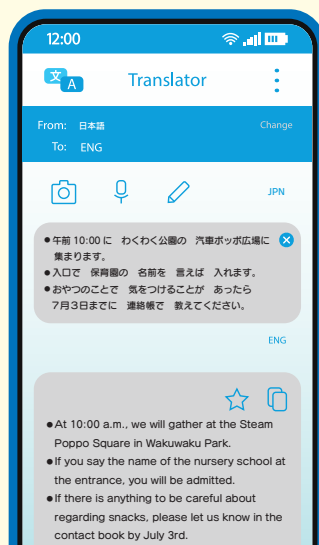 12:00
文 A
Translator
From: 日本語
Change
To: ENG
JPN
●午前 10:00 に わくわく公園の 汽車ポッポ広場に
集まります。
●入口で 保育園の 名前を 言えば 入れます。
●おやつのことで 気をつけることが あったら
7月3日までに 連絡帳で 教えてください。
ENG
●At 10:00 a.m., we will gather at the Steam
Poppo Square in Wakuwaku Park.
●If you say the name of the nursery school at
the entrance, you will be admitted.
●If there is anything to be careful about
regarding snacks, please let us know in the
contact book by July 3rd.